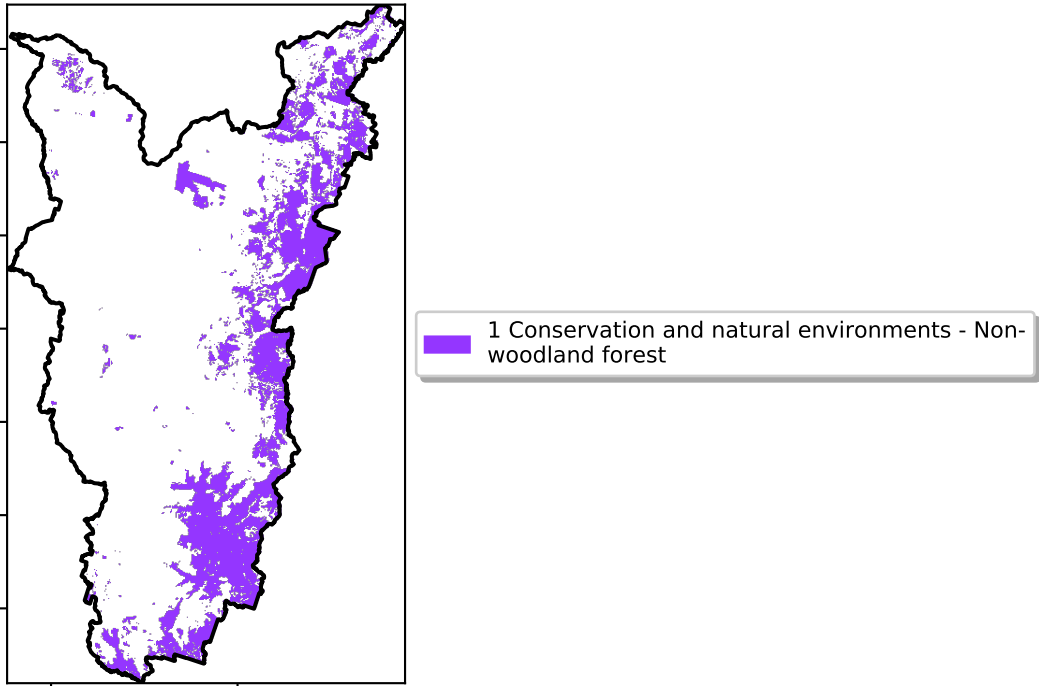 1 Conservation and natural environments - Non-
woodland forest